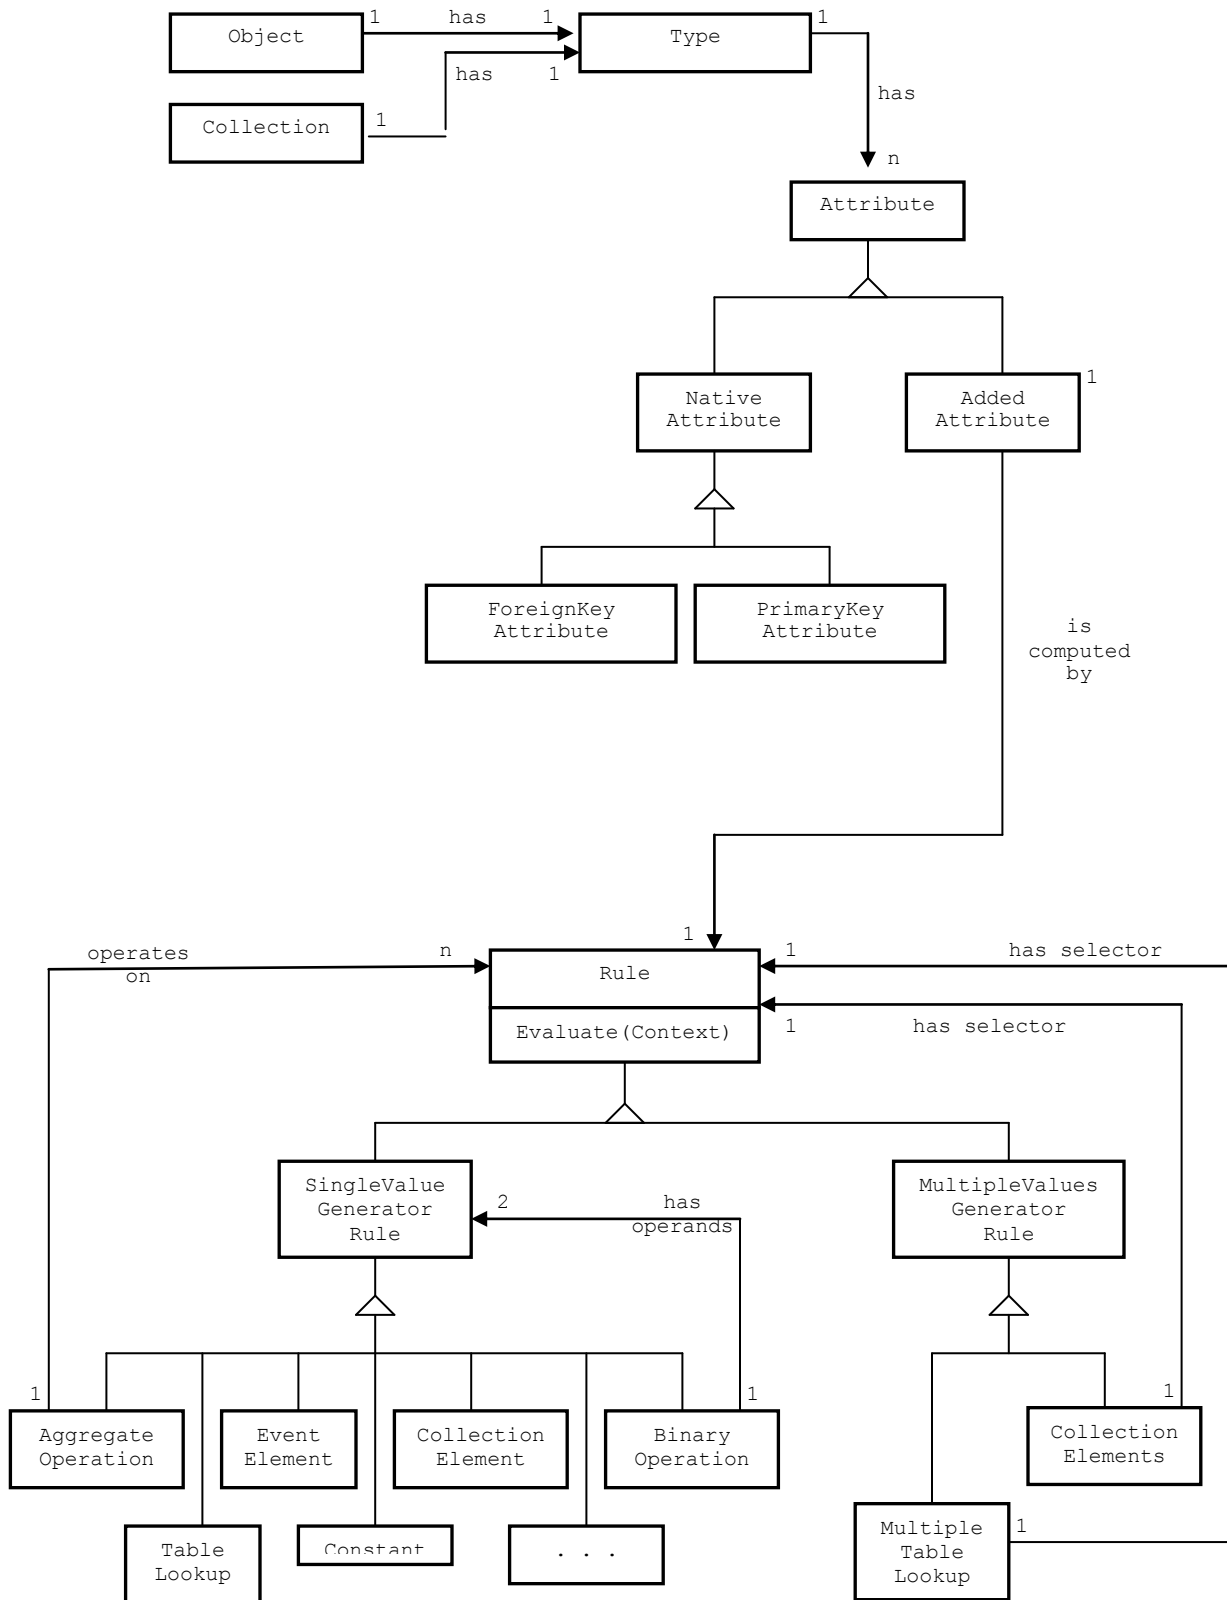 1 has 1
Object
Type
1
has 1
Collection
1
has
n
Attribute
Native
Attribute
Added
Attribute
1
ForeignKey
Attribute
PrimaryKey
Attribute
is
computed
by
operates
on
n
1
1
has selector
Rule
Evaluate(Context)
1
has selector
SingleValue
Generator
Rule
2
has
operands
MultipleValues
Generator
Rule
1
Aggregate
Operation
Event
Element
Collection
Element
1
Binary
Operation
1
Collection
Elements
Table
Lookup
Constant
. . .
Multiple
Table
Lookup
1